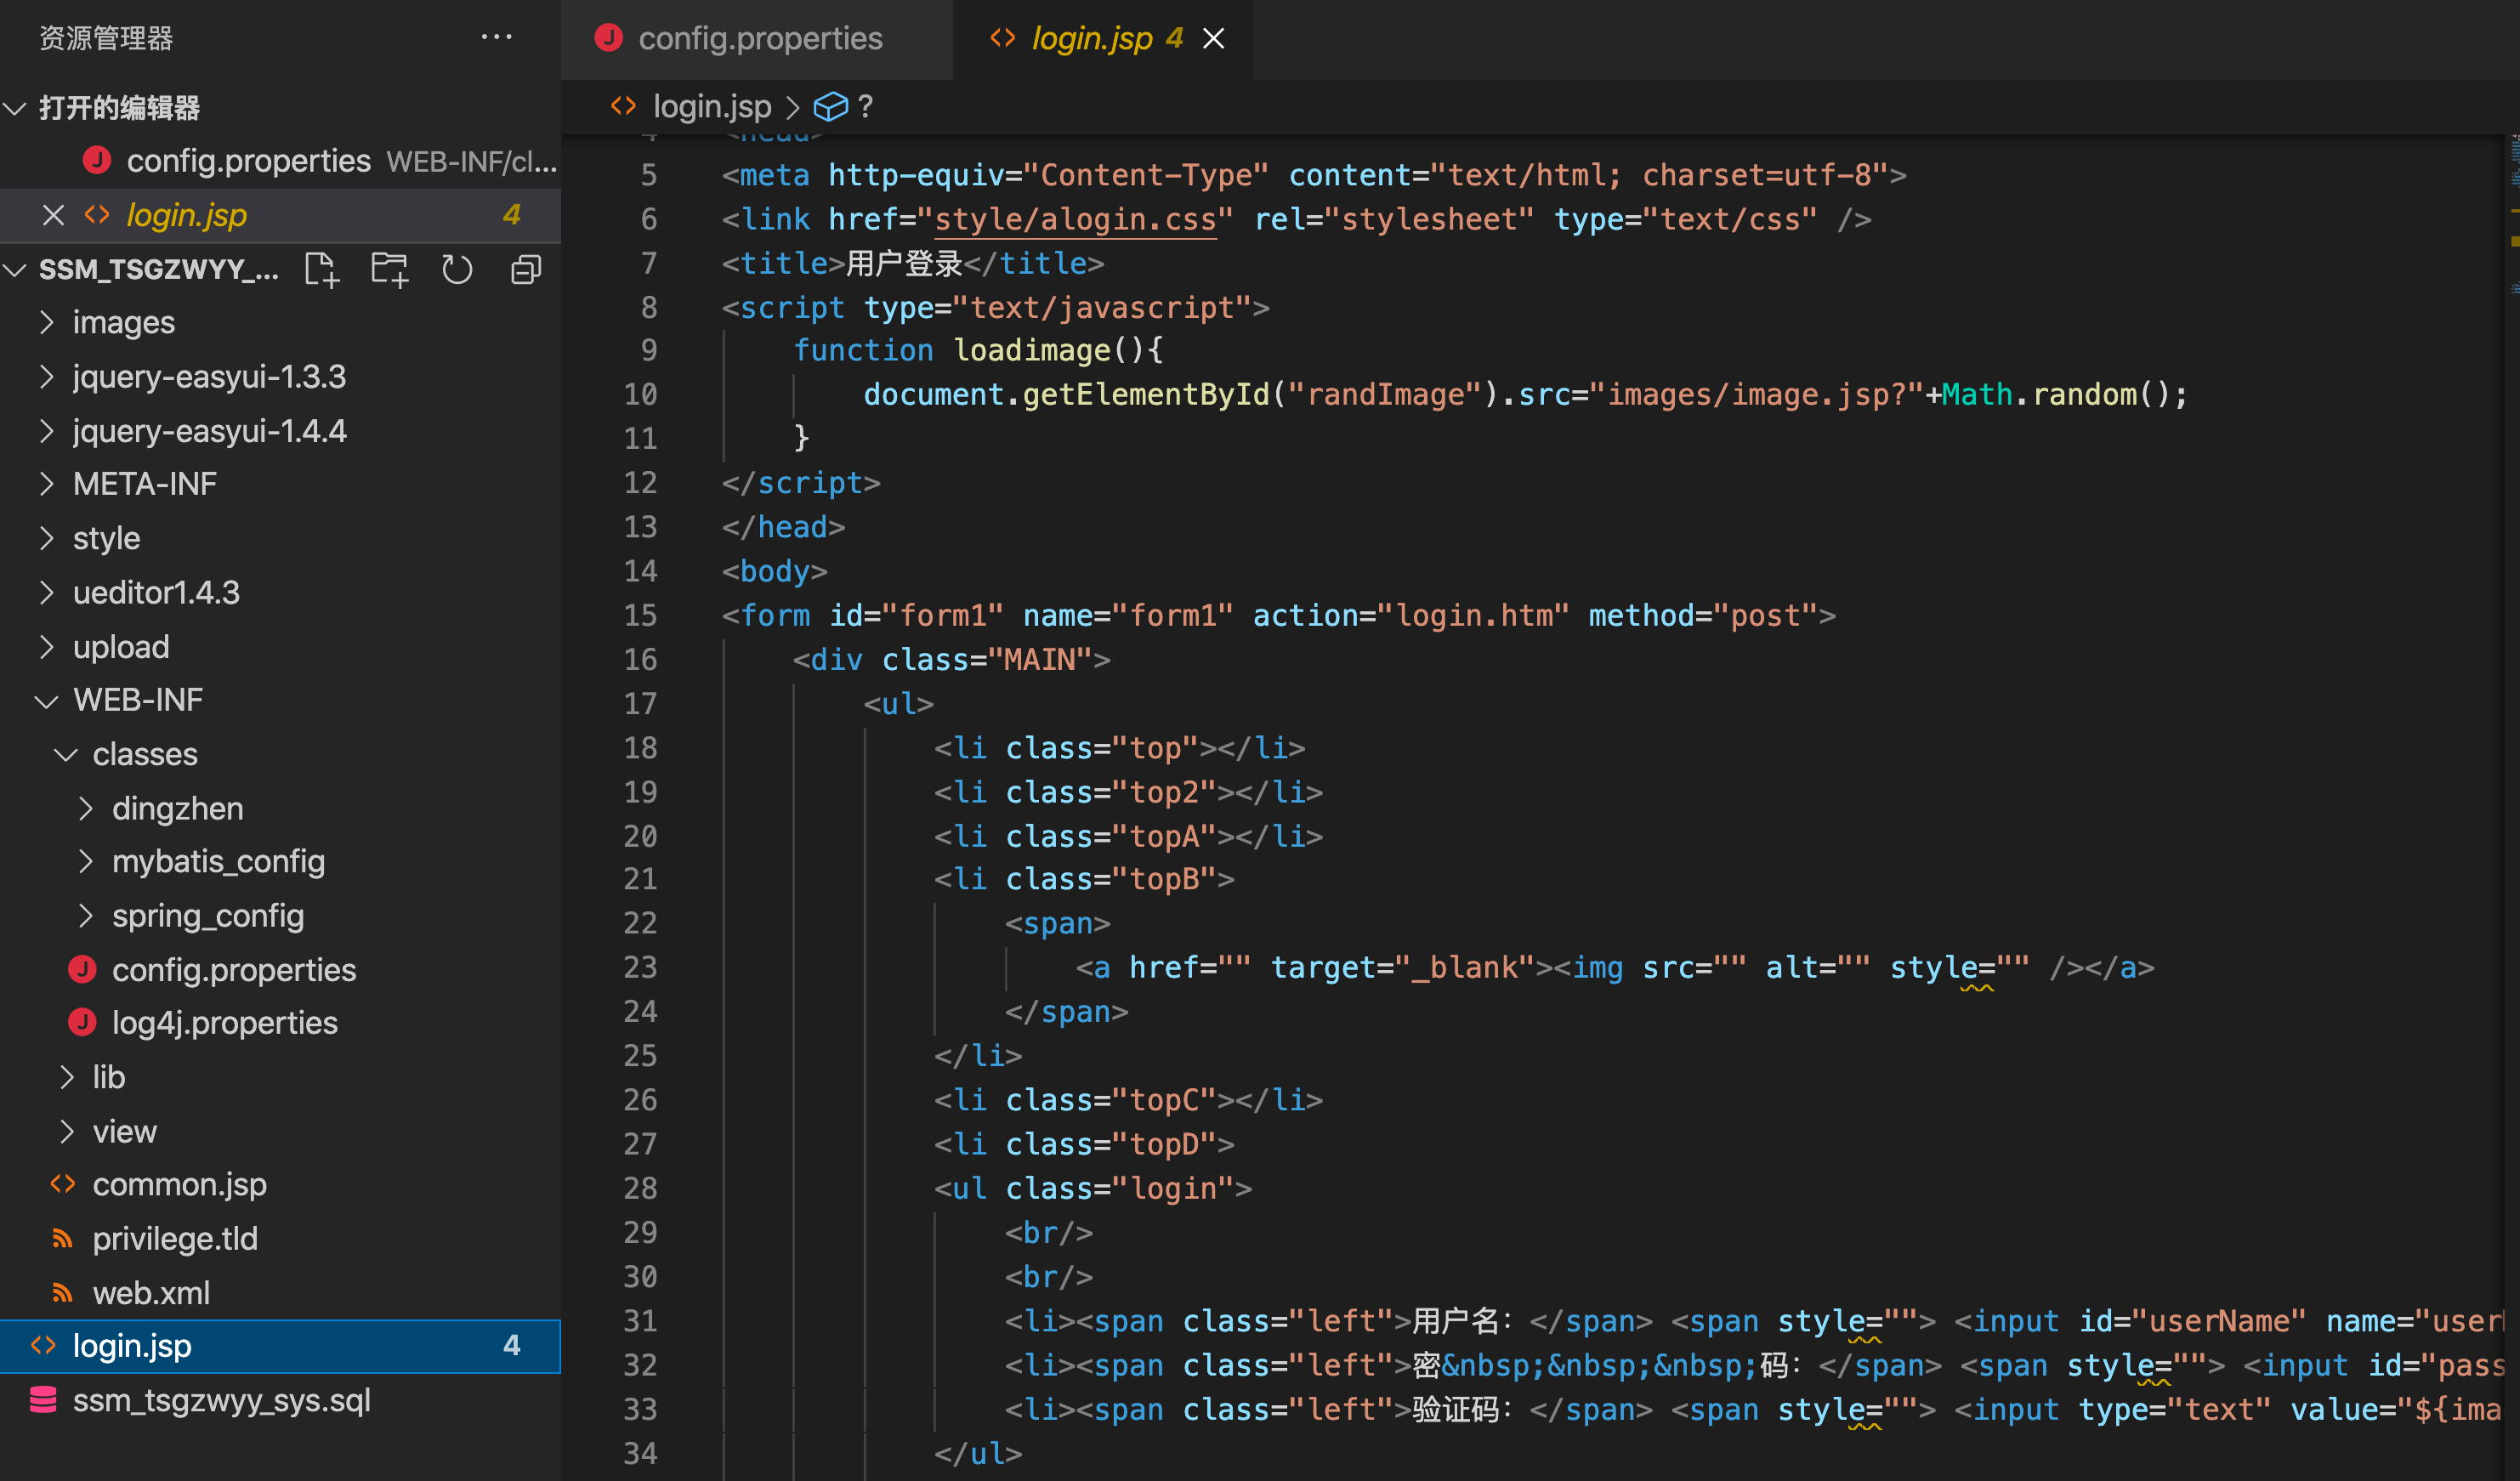 资源管理器 ···
打开的编辑器
config.properties WEB-INF/cl...
login.jsp 4
SSM_TSGZWYY_...
images
jquery-easyui-1.3.3
jquery-easyui-1.4.4
META-INF
style
ueditor1.4.3
upload
WEB-INF
classes
dingzhen
mybatis_config
spring_config
config.properties
log4j.properties
lib
view
common.jsp
privilege.tld
web.xml
login.jsp 4
ssm_tsgzwyy_sys.sql
config.properties
login.jsp 4
login.jsp > ?
4 <head>
5 <meta http-equiv="Content-Type" content="text/html; charset=utf-8">
6 <link href="style/alogin.css" rel="stylesheet" type="text/css" />
7 <title>用户登录</title>
8 <script type="text/javascript">
9 function loadimage(){
10 document.getElementById("randImage").src="images/image.jsp?"+Math.random();
11 }
12 </script>
13 </head>
14 <body>
15 <form id="form1" name="form1" action="login.htm" method="post">
16 <div class="MAIN">
17 <ul>
18 <li class="top"></li>
19 <li class="top2"></li>
20 <li class="topA"></li>
21 <li class="topB">
22 <span>
23 <a href="" target="_blank"><img src="" alt="" style="" /></a>
24 </span>
25 </li>
26 <li class="topC"></li>
27 <li class="topD">
28 <ul class="login">
29 <br/>
30 <br/>
31 <li><span class="left">用户名：</span> <span style=""> <input id="userName" name="user
32 <li><span class="left">密&nbsp;&nbsp;&nbsp;码：</span> <span style=""> <input id="pass
33 <li><span class="left">验证码：</span> <span style=""> <input type="text" value="${ima
34 </ul>